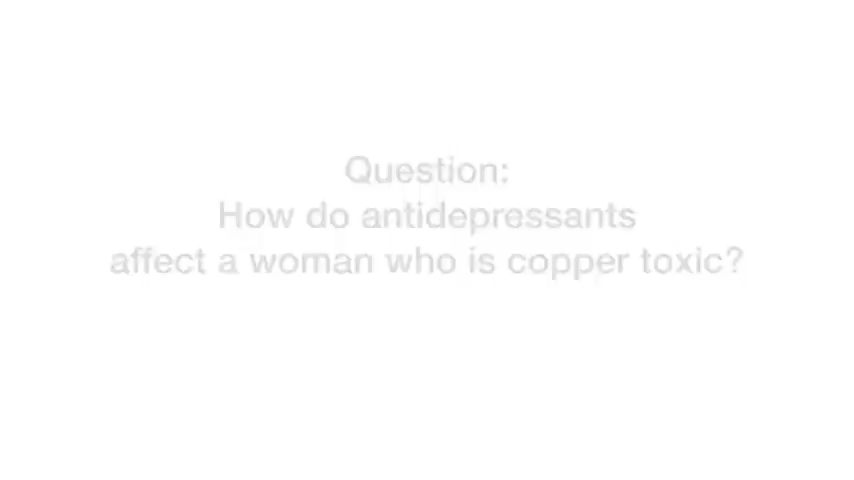 Question:
How do antidepressants
affect a woman who is copper toxic?